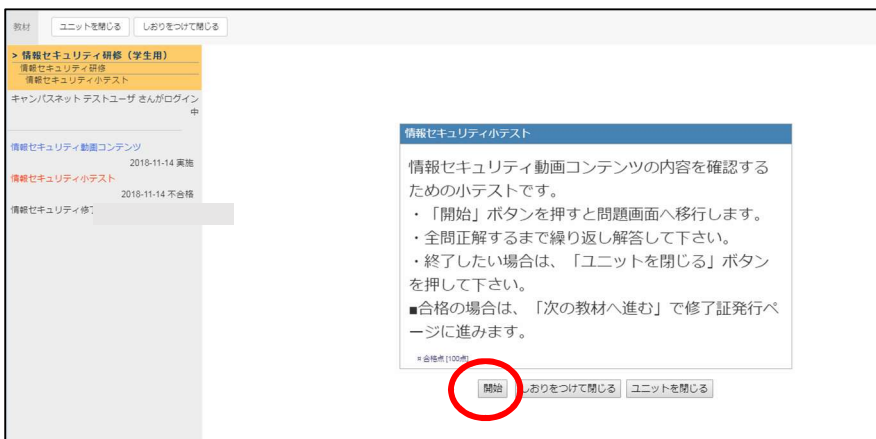 教材 ユニットを閉じる しおりをつけて閉じる
> 情報セキュリティ研修（学生用）
情報セキュリティ研修
情報セキュリティ小テスト
キャンパスネット テストユーザ さんがログイン
中
情報セキュリティ動画コンテンツ
2018-11-14 実施
情報セキュリティ小テスト
2018-11-14 不合格
情報セキュリティ修
情報セキュリティ小テスト
情報セキュリティ動画コンテンツの内容を確認する
ための小テストです。
・「開始」ボタンを押すと問題画面へ移行します。
・全問正解するまで繰り返し解答して下さい。
・終了したい場合は、「ユニットを閉じる」ボタン
を押して下さい。
■合格の場合は、「次の教材へ進む」で修了証発行ペ
ージに進みます。
¤ 合格点 [100点]
開始 しおりをつけて閉じる ユニットを閉じる